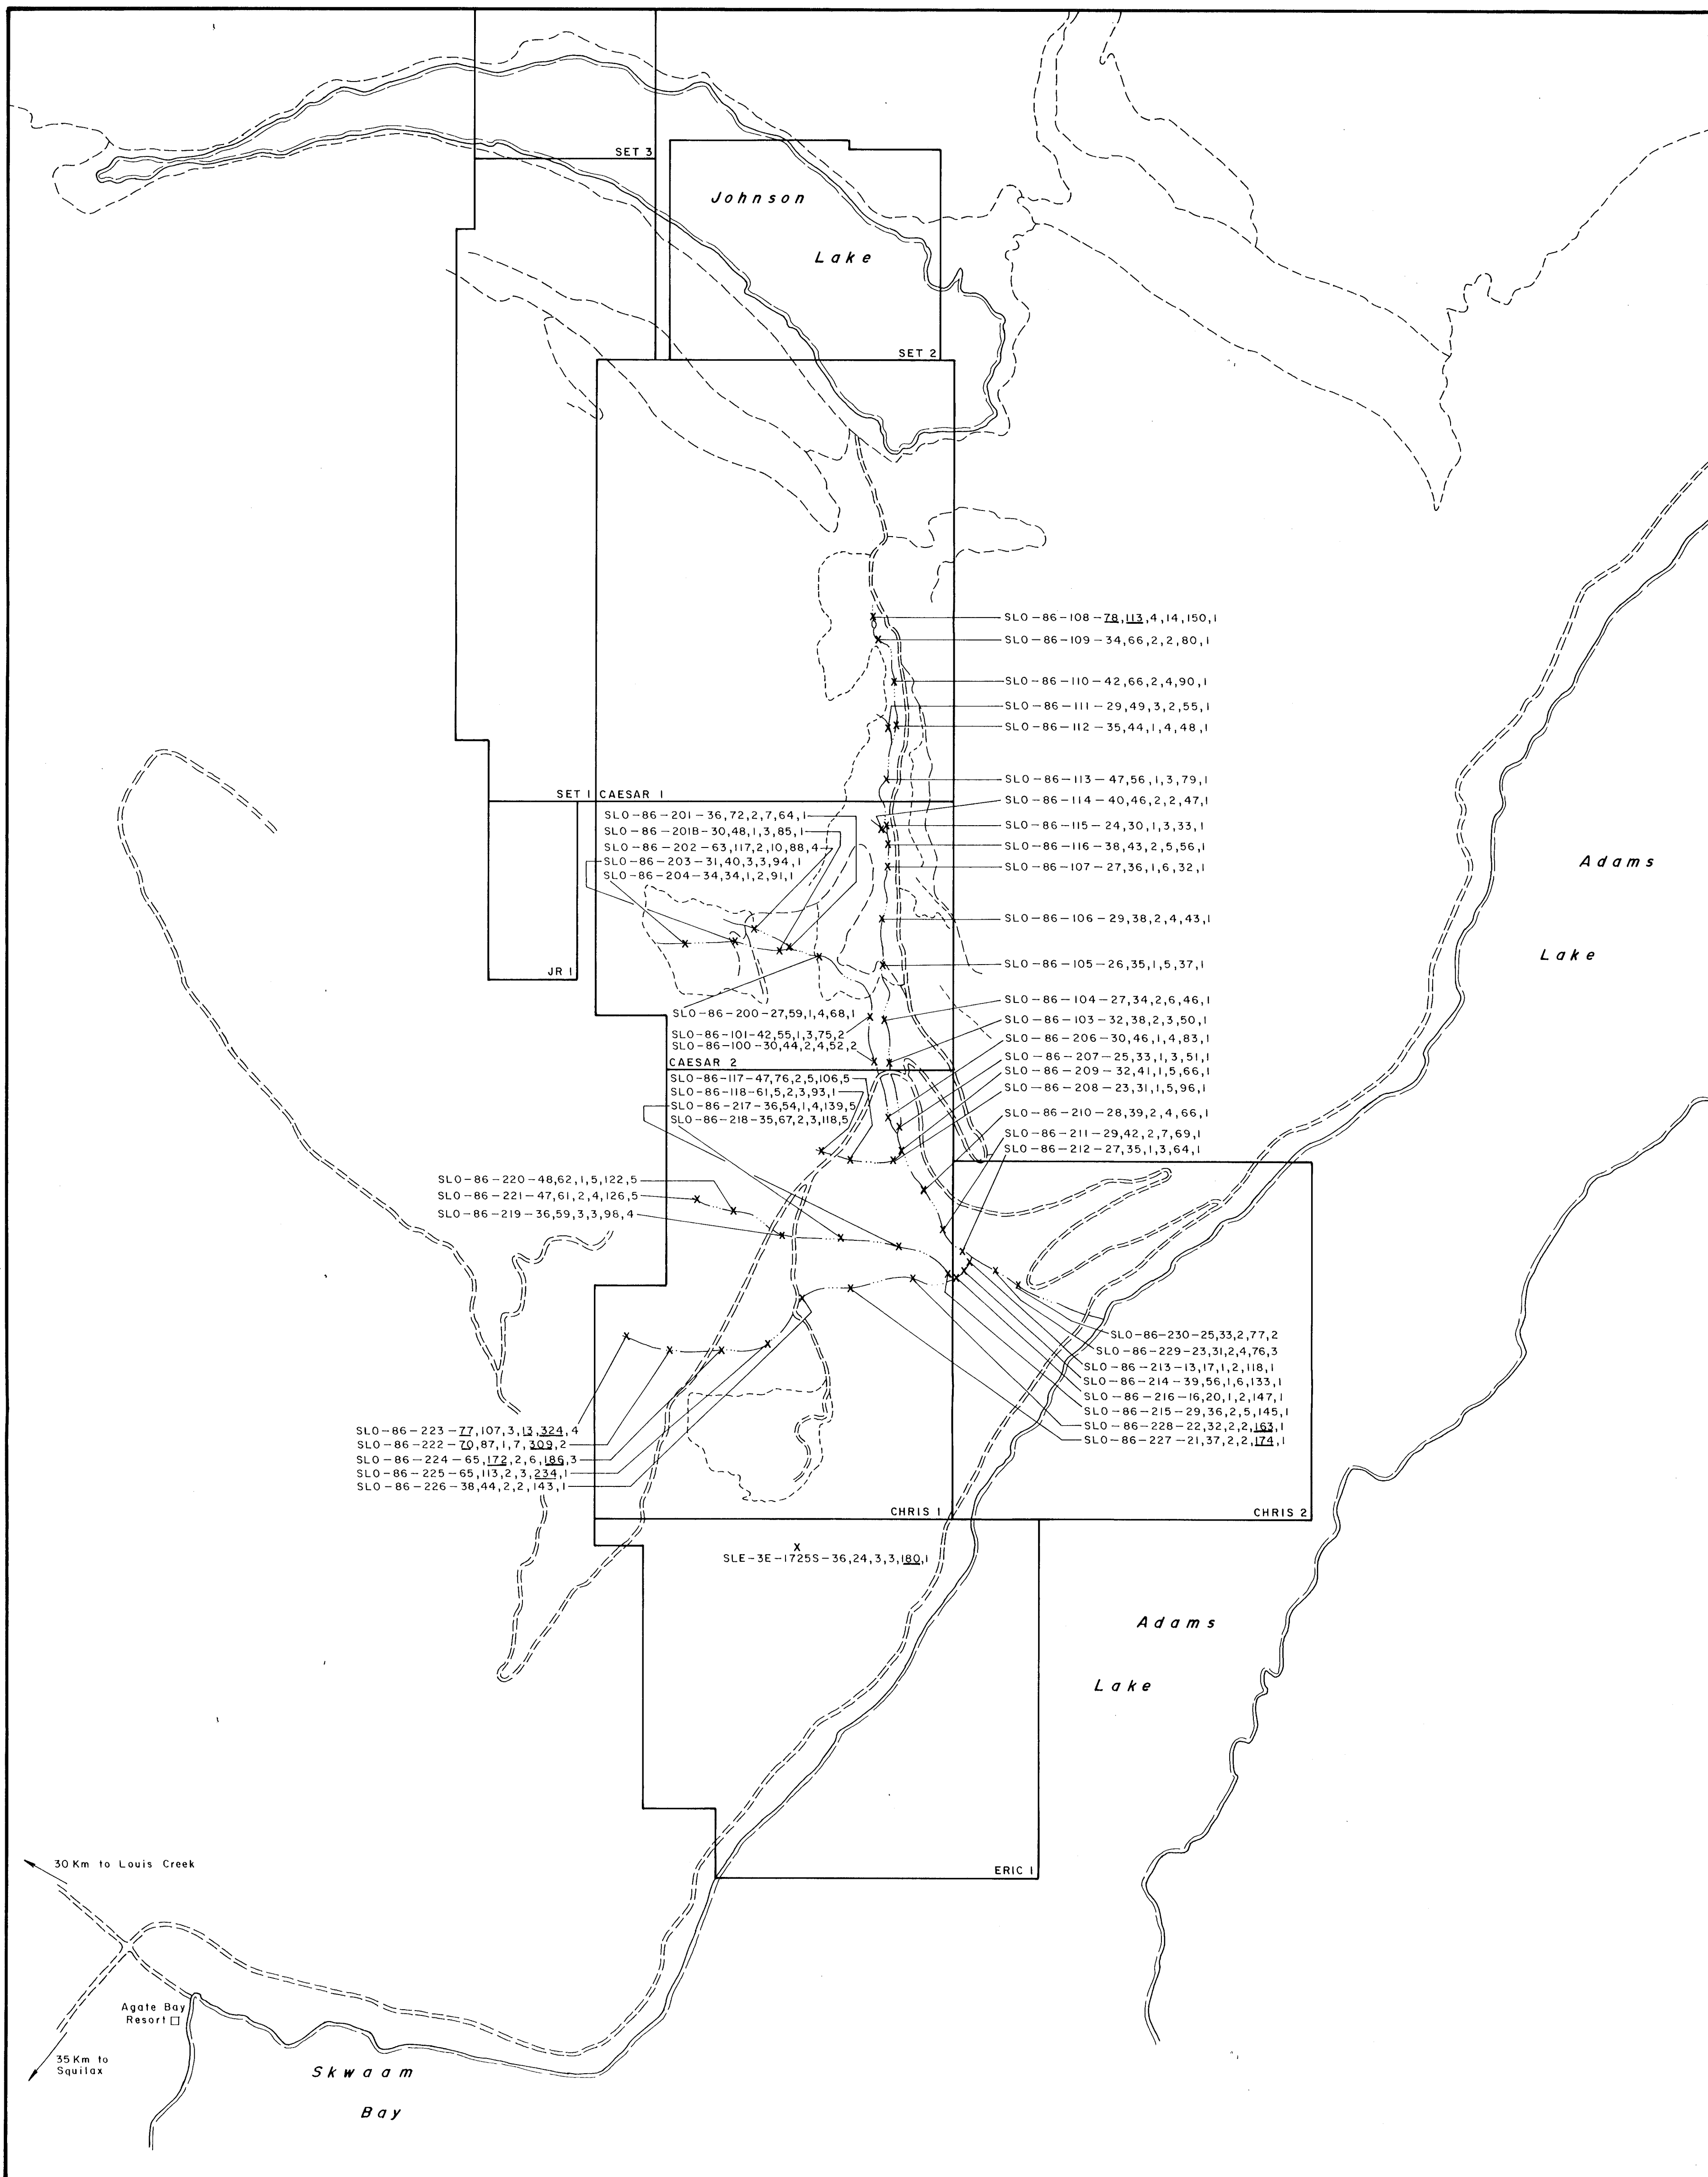 SET 3
Johnson
Lake
SET 2
SLO-86-108-78,113,4,14,150,1
SLO-86-109-34,66,2,2,80,1
SLO-86-110-42,66,2,4,90,1
SLO-86-111-29,49,3,2,55,1
SLO-86-112-35,44,1,4,48,1
SLO-86-113-47,56,1,3,79,1
SET 1
CAESAR 1
SLO-86-114-40,46,2,2,47,1
SLO-86-115-24,30,1,3,33,1
SLO-86-116-38,43,2,5,56,1
SLO-86-107-27,36,1,6,32,1
SLO-86-106-29,38,2,4,43,1
SLO-86-105-26,35,1,5,37,1
SLO-86-201-36,72,2,7,64,1
SLO-86-201B-30,48,1,3,85,1
SLO-86-202-63,117,2,10,88,4
SLO-86-203-31,40,3,3,94,1
SLO-86-204-34,34,1,2,91,1
Adams
Lake
JR 1
SLO-86-200-27,59,1,4,68,1
SLO-86-101-42,55,1,3,75,2
SLO-86-100-30,44,2,4,52,2
CAESAR 2
SLO-86-104-27,34,2,6,46,1
SLO-86-103-32,38,2,3,50,1
SLO-86-206-30,46,1,4,83,1
SLO-86-207-25,33,1,3,51,1
SLO-86-209-32,41,1,5,66,1
SLO-86-208-23,31,1,5,96,1
SLO-86-210-28,39,2,4,66,1
SLO-86-211-29,42,2,7,69,1
SLO-86-212-27,35,1,3,64,1
SLO-86-117-47,76,2,5,106,5
SLO-86-118-61,5,2,3,93,1
SLO-86-217-36,54,1,4,139,5
SLO-86-218-35,67,2,3,118,5
SLO-86-220-48,62,1,5,122,5
SLO-86-221-47,61,2,4,126,5
SLO-86-219-36,59,3,3,98,4
SLO-86-230-25,33,2,77,2
SLO-86-229-23,31,2,4,76,3
SLO-86-213-13,17,1,2,118,1
SLO-86-214-39,56,1,6,133,1
SLO-86-216-16,20,1,2,147,1
SLO-86-215-29,36,2,5,145,1
SLO-86-228-22,32,2,2,163,1
SLO-86-227-21,37,2,2,174,1
SLO-86-223-77,107,3,13,324,4
SLO-86-222-70,87,1,7,309,2
SLO-86-224-65,172,2,6,186,3
SLO-86-225-65,113,2,3,234,1
SLO-86-226-38,44,2,2,143,1
CHRIS 1
CHRIS 2
SLE-3E-1725S-36,24,3,3,180,1
Adams
Lake
ERIC 1
30 Km to Louis Creek
Agate Bay
Resort
35 Km to
Squilax
Skwaam
Bay